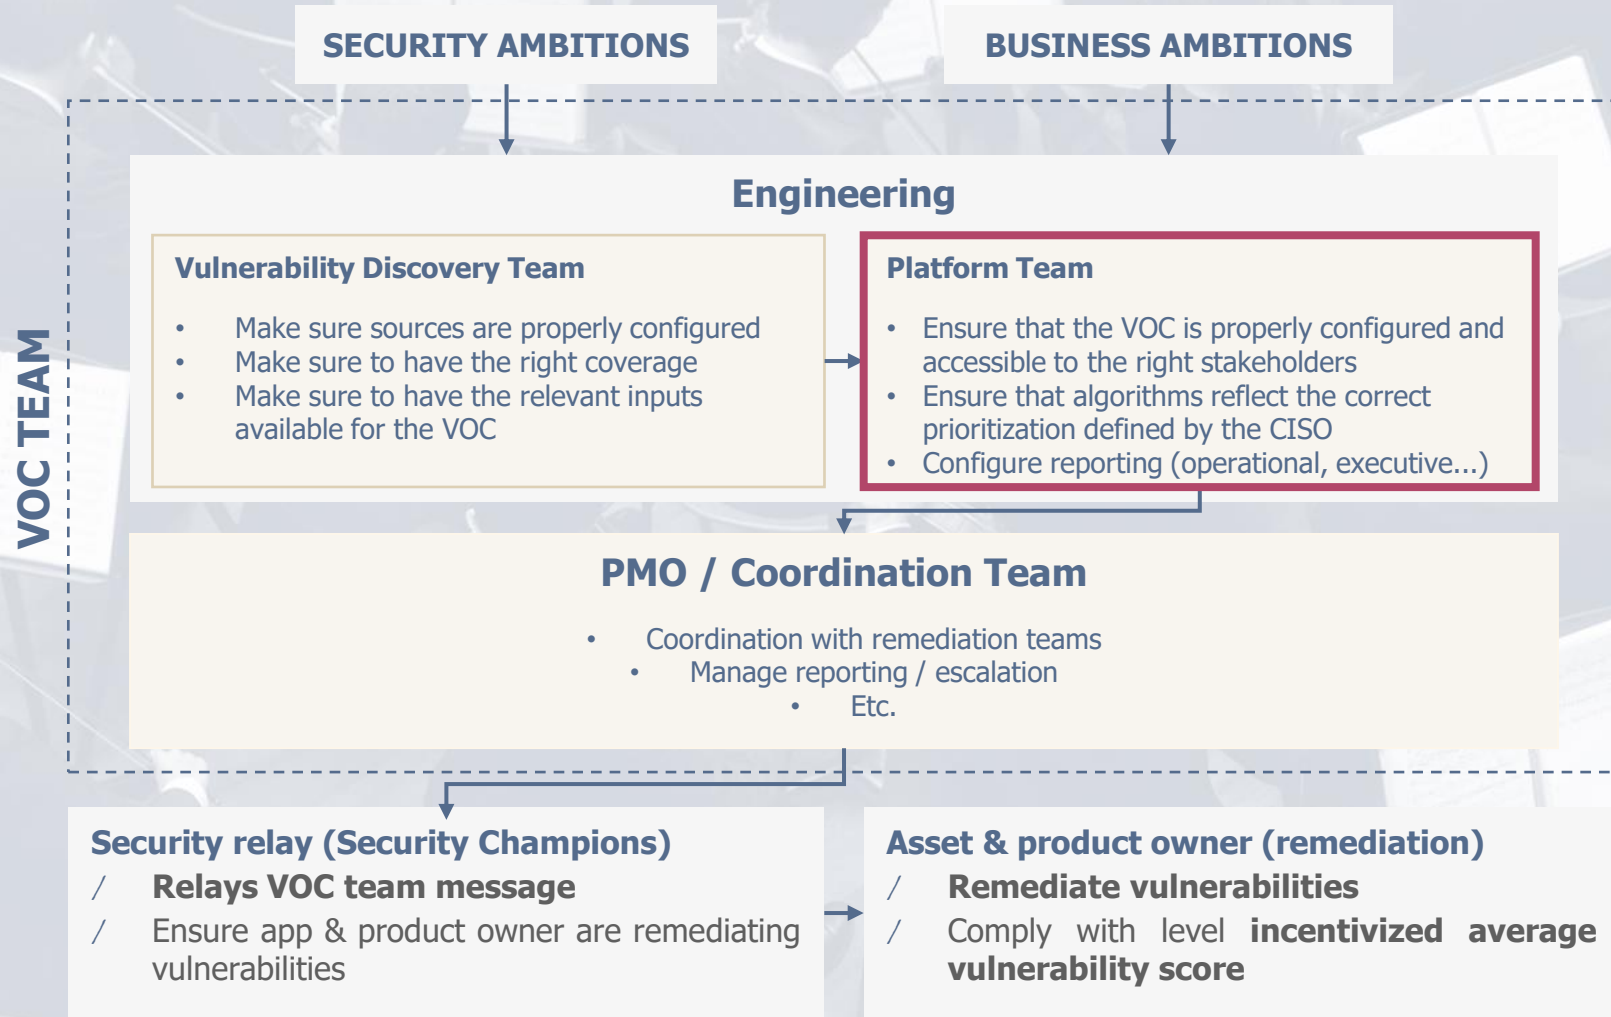 SECURITY AMBITIONS
BUSINESS AMBITIONS
VOC TEAM
Engineering
Vulnerability Discovery Team
• Make sure sources are properly configured
• Make sure to have the right coverage
• Make sure to have the relevant inputs
available for the VOC
Platform Team
• Ensure that the VOC is properly configured and
accessible to the right stakeholders
• Ensure that algorithms reflect the correct
prioritization defined by the CISO
• Configure reporting (operational, executive...)
PMO / Coordination Team
• Coordination with remediation teams
• Manage reporting / escalation
• Etc.
Security relay (Security Champions)
/ Relays VOC team message
/ Ensure app & product owner are remediating
vulnerabilities
Asset & product owner (remediation)
/ Remediate vulnerabilities
/ Comply with level incentivized average
vulnerability score